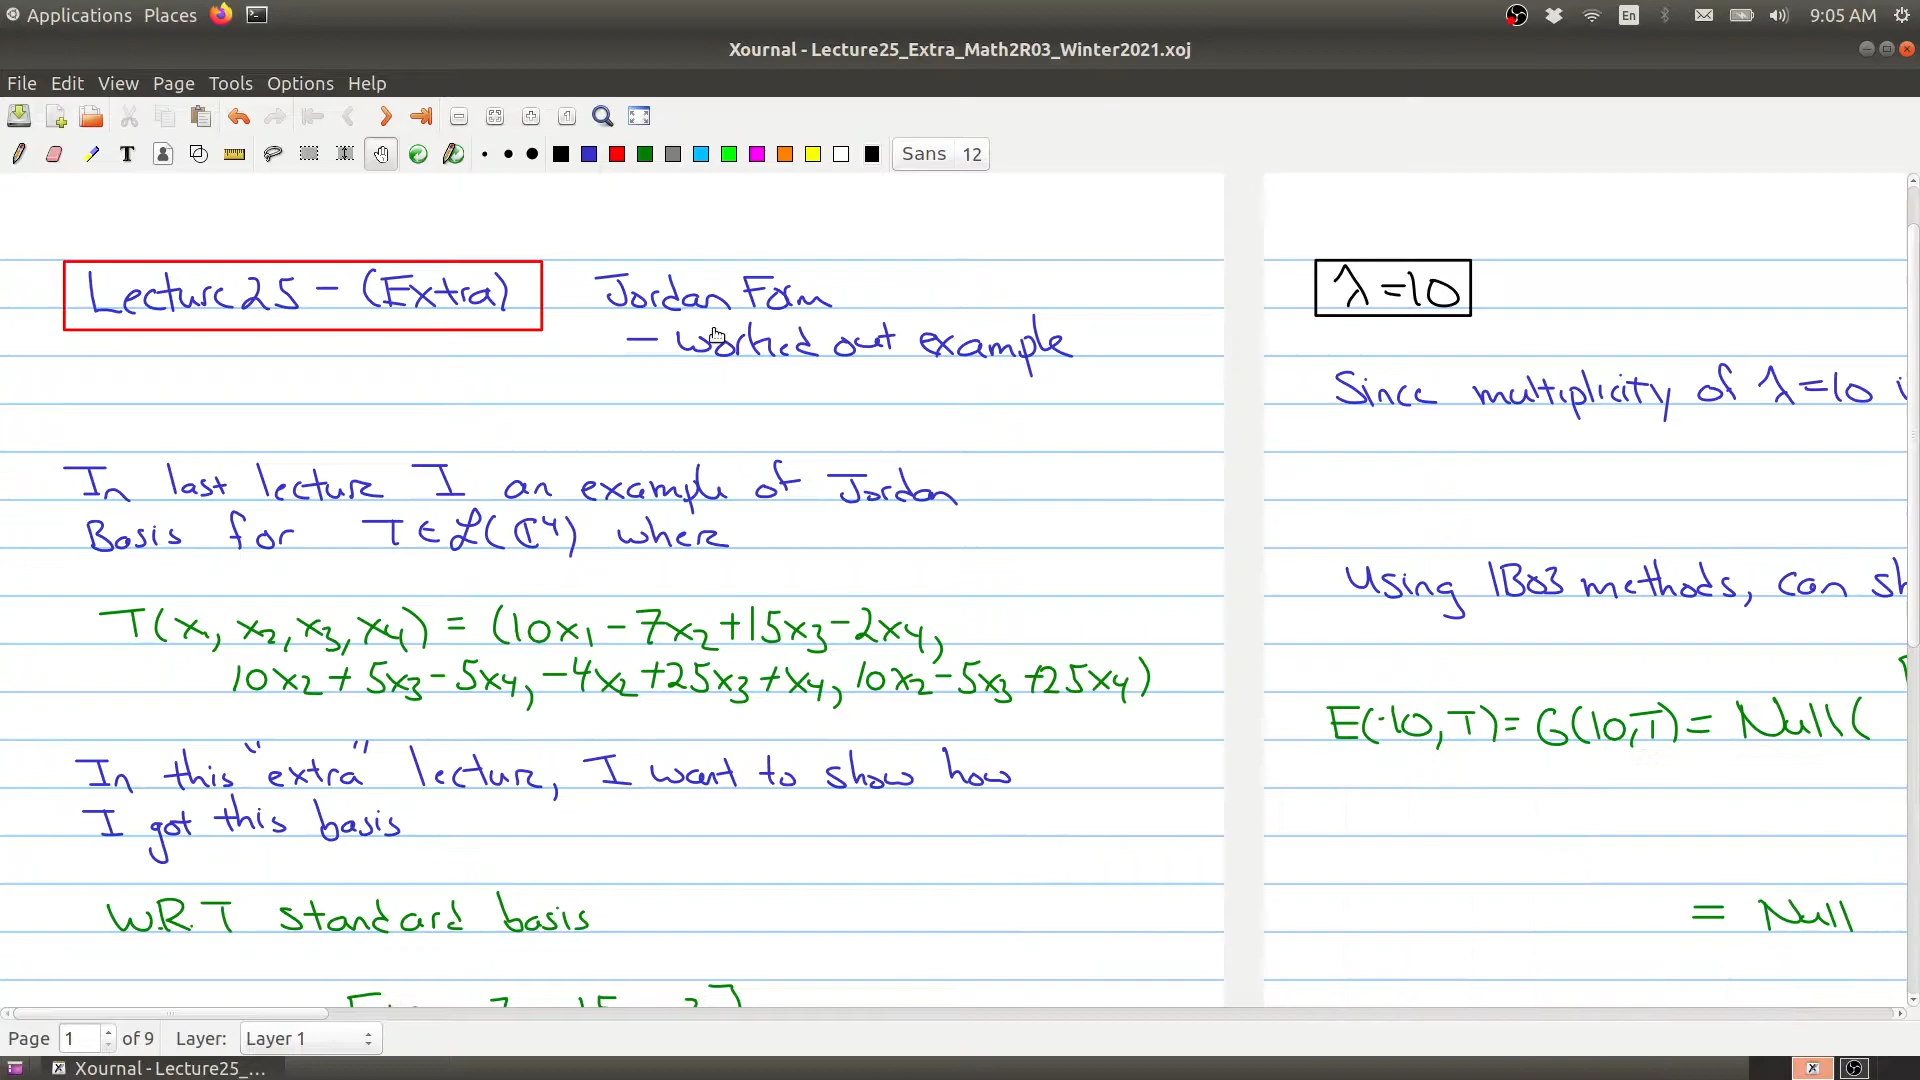 Applications Places En 9:05 AM
Xournal - Lecture25_Extra_Math2R03_Winter2021.xoj
File Edit View Page Tools Options Help
Sans 12
Lecture 25 - (Extra) Jordan Form
- worked out example
In last lecture I an example of Jordan
Basis for T ∈ ℒ(ℂ⁴) where
T(x₁, x₂, x₃, x₄) = (10x₁ - 7x₂ + 15x₃ - 2x₄,
10x₂ + 5x₃ - 5x₄, -4x₂ + 25x₃ + x₄, 10x₂ - 5x₃ + 25x₄)
In this "extra" lecture, I want to show how
I got this basis
W.R.T standard basis
λ = 10
Since multiplicity of λ = 10
Using 1B03 methods, can sh
E(10, T) = G(10, T) = Null(
= Null
Page 1 of 9 Layer: Layer 1
Xournal - Lecture25_...